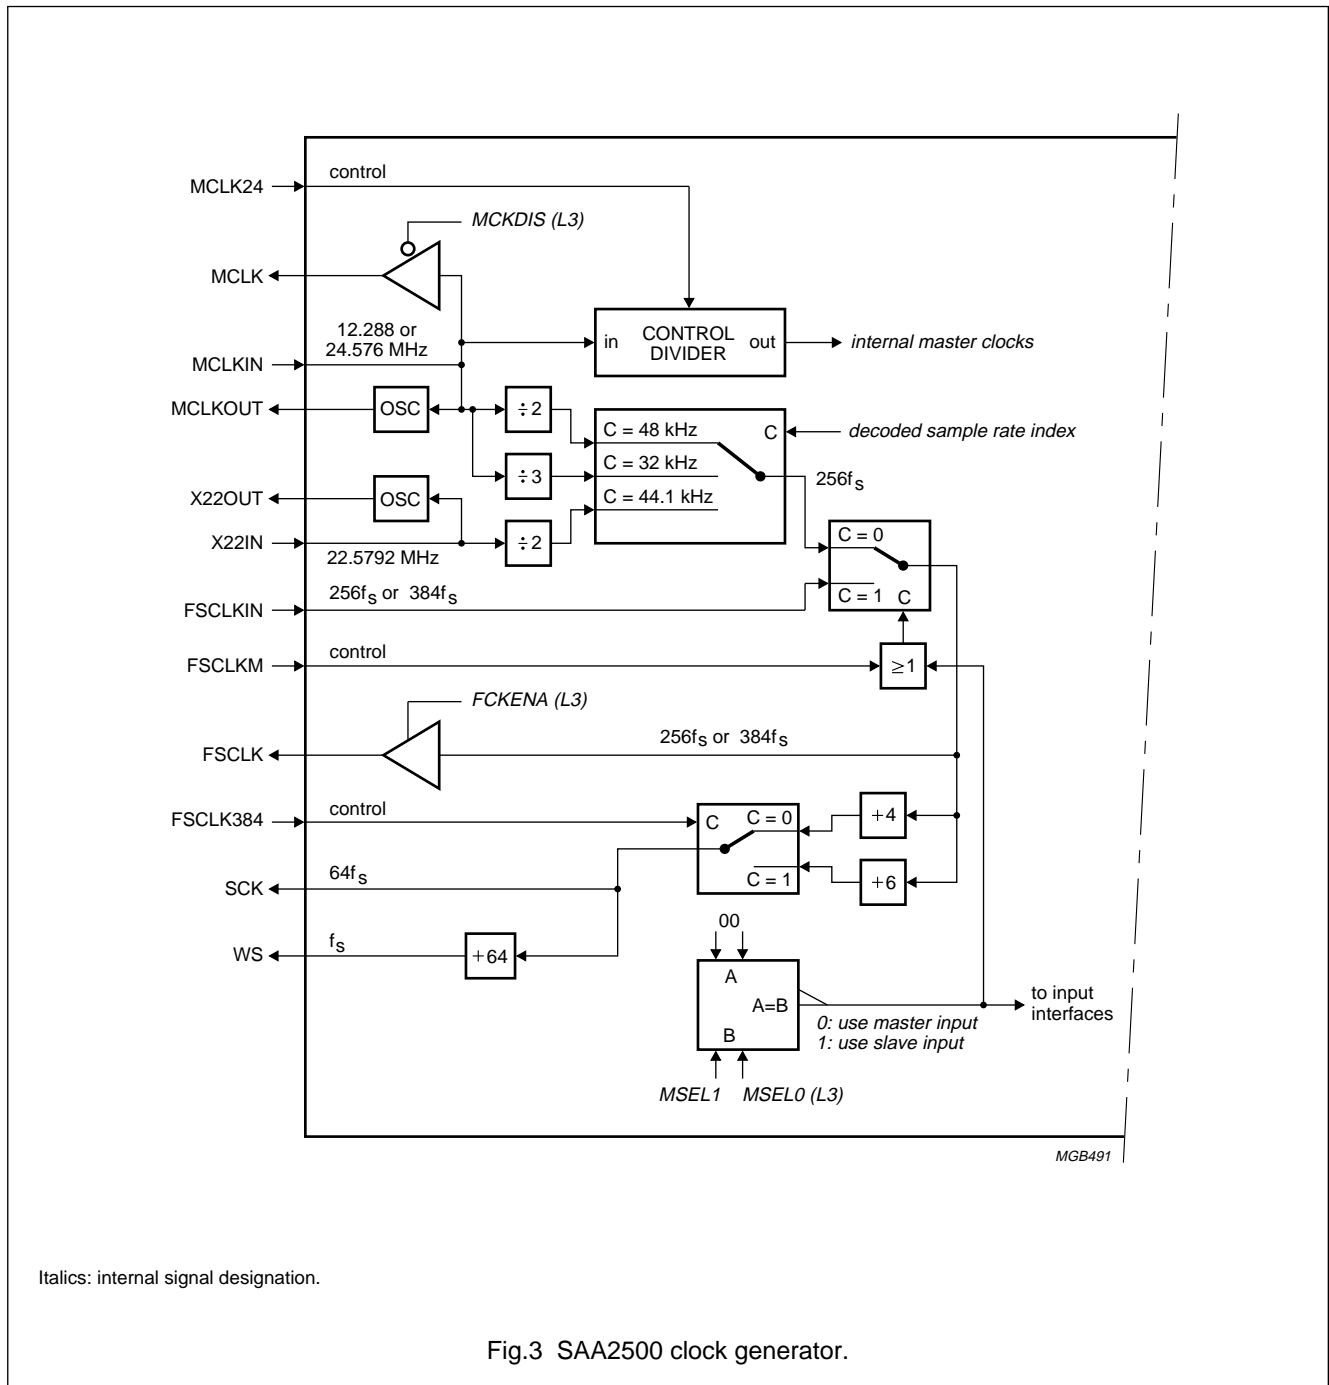 MCLK24
control
MCKDIS (L3)
MCLK
12.288 or
24.576 MHz
in
CONTROL
DIVIDER
out
internal master clocks
MCLKIN
MCLKOUT
OSC
÷2
C = 48 kHz
C
decoded sample rate index
÷3
C = 32 kHz
256fs
X22OUT
OSC
C = 44.1 kHz
X22IN
22.5792 MHz
÷2
C = 0
256fs or 384fs
FSCLKIN
C = 1
C
FSCLKM
control
≥1
FCKENA (L3)
FSCLK
256fs or 384fs
FSCLK384
control
C
C = 0
+4
C = 1
+6
SCK
64fs
00
WS
fs
+64
A
A=B
B
to input
interfaces
0: use master input
1: use slave input
MSEL1
MSEL0 (L3)
MGB491
Italics: internal signal designation.
Fig.3 SAA2500 clock generator.